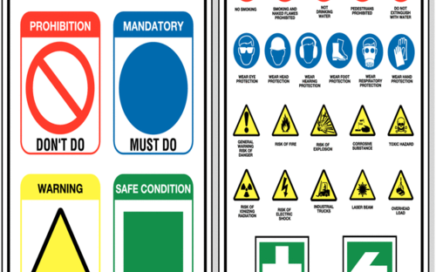 PROHIBITION
MANDATORY
DON'T DO
MUST DO
WARNING
SAFE CONDITION
NO SMOKING
SMOKING AND
NAKED FLAMES
PROHIBITED
NOT
DRINKING
WATER
PEDESTRIANS
PROHIBITED
DO NOT
EXTINGUISH
WITH WATER
WEAR EYE
PROTECTION
WEAR HEAD
PROTECTION
WEAR
HEARING
PROTECTION
WEAR FOOT
PROTECTION
WEAR
RESPIRATORY
PROTECTION
WEAR HAND
PROTECTION
GENERAL
WARNING
RISK OF
DANGER
RISK OF FIRE
RISK OF
EXPLOSION
CORROSIVE
SUBSTANCE
TOXIC HAZARD
RISK OF
IONIZING
RADIATION
RISK OF
ELECTRIC
SHOCK
INDUSTRIAL
TRUCKS
LASER BEAM
OVERHEAD
LOAD